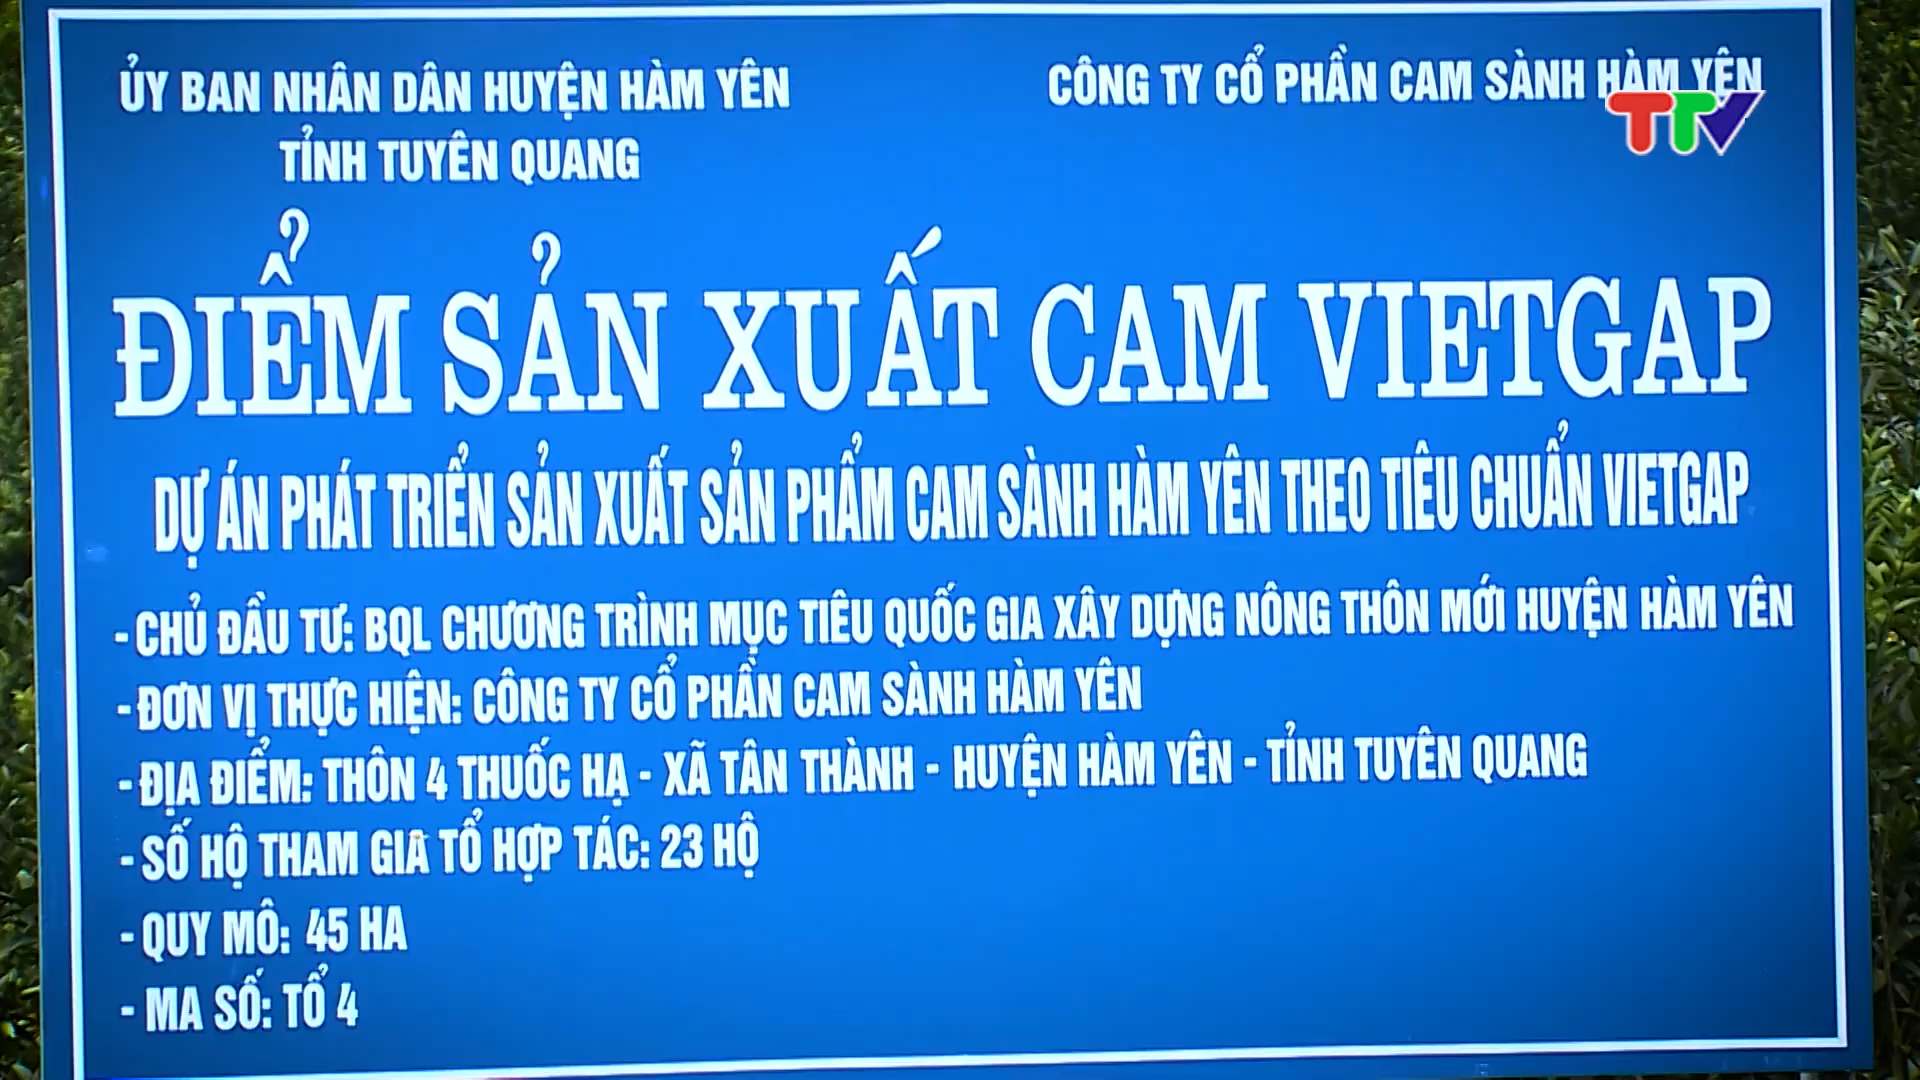 ỦY BAN NHÂN DÂN HUYỆN HÀM YÊN
TỈNH TUYÊN QUANG
CÔNG TY CỔ PHẦN CAM SÀNH HÀM YÊN
TTV
ĐIỂM SẢN XUẤT CAM VIETGAP
DỰ ÁN PHÁT TRIỂN SẢN XUẤT SẢN PHẨM CAM SÀNH HÀM YÊN THEO TIÊU CHUẨN VIETGAP
- CHỦ ĐẦU TƯ: BQL CHƯƠNG TRÌNH MỤC TIÊU QUỐC GIA XÂY DỰNG NÔNG THÔN MỚI HUYỆN HÀM YÊN
- ĐƠN VỊ THỰC HIỆN: CÔNG TY CỔ PHẦN CAM SÀNH HÀM YÊN
- ĐỊA ĐIỂM: THÔN 4 THUỐC HẠ - XÃ TÂN THÀNH - HUYỆN HÀM YÊN - TỈNH TUYÊN QUANG
- SỐ HỘ THAM GIA TỔ HỢP TÁC: 23 HỘ
- QUY MÔ: 45 HA
- MA SỐ: TỔ 4